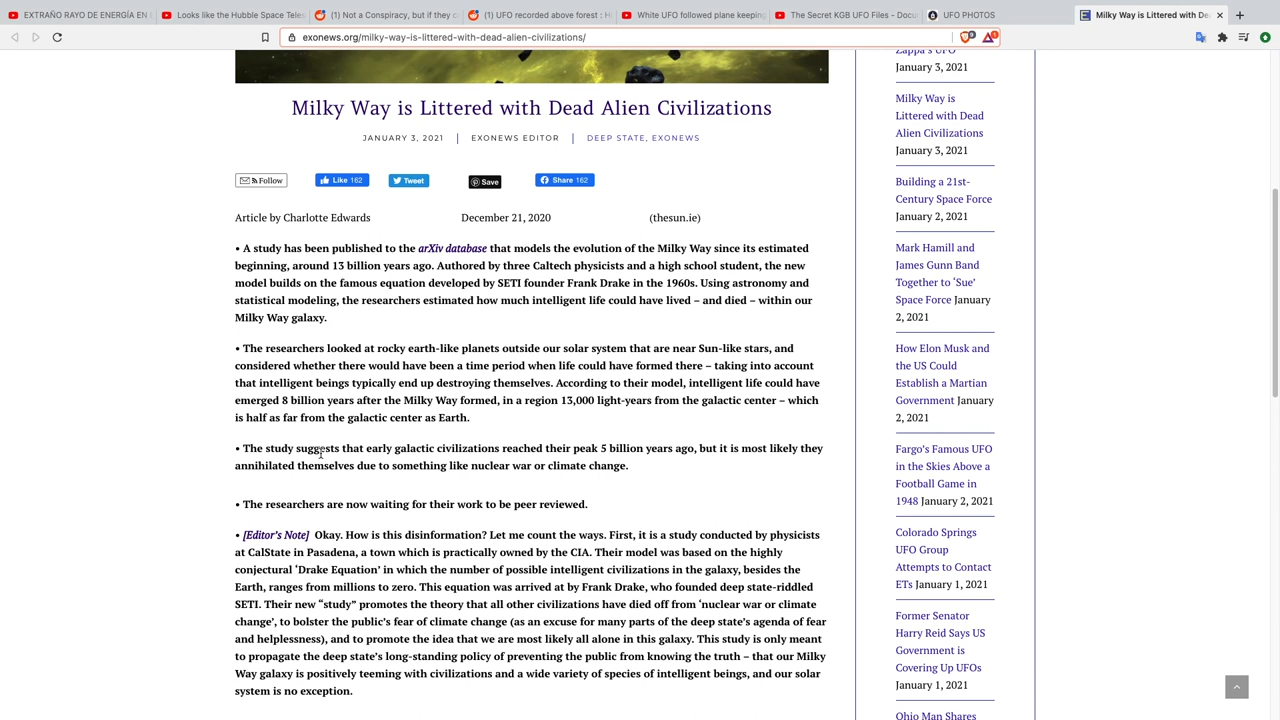 EXTRAÑO RAYO DE ENERGÍA EN
Looks like the Hubble Space Teles
(1) Not a Conspiracy, but if they c
(1) UFO recorded above forest : H
White UFO followed plane keeping
The Secret KGB UFO Files – Docu
UFO PHOTOS
Milky Way is Littered with De
exonews.org/milky-way-is-littered-with-dead-alien-civilizations/
Milky Way is Littered with Dead Alien Civilizations
JANUARY 3, 2021 | EXONEWS EDITOR | DEEP STATE, EXONEWS
Follow Like 162 Tweet Save Share 162
Article by Charlotte Edwards December 21, 2020 (thesun.ie)
• A study has been published to the arXiv database that models the evolution of the Milky Way since its estimated
beginning, around 13 billion years ago. Authored by three Caltech physicists and a high school student, the new
model builds on the famous equation developed by SETI founder Frank Drake in the 1960s. Using astronomy and
statistical modeling, the researchers estimated how much intelligent life could have lived – and died – within our
Milky Way galaxy.
• The researchers looked at rocky earth-like planets outside our solar system that are near Sun-like stars, and
considered whether there would have been a time period when life could have formed there – taking into account
that intelligent beings typically end up destroying themselves. According to their model, intelligent life could have
emerged 8 billion years after the Milky Way formed, in a region 13,000 light-years from the galactic center – which
is half as far from the galactic center as Earth.
• The study suggests that early galactic civilizations reached their peak 5 billion years ago, but it is most likely they
annihilated themselves due to something like nuclear war or climate change.
• The researchers are now waiting for their work to be peer reviewed.
• [Editor's Note] Okay. How is this disinformation? Let me count the ways. First, it is a study conducted by physicists
at CalState in Pasadena, a town which is practically owned by the CIA. Their model was based on the highly
conjectural 'Drake Equation' in which the number of possible intelligent civilizations in the galaxy, besides the
Earth, ranges from millions to zero. This equation was arrived at by Frank Drake, who founded deep state-riddled
SETI. Their new “study” promotes the theory that all other civilizations have died off from 'nuclear war or climate
change', to bolster the public's fear of climate change (as an excuse for many parts of the deep state's agenda of fear
and helplessness), and to promote the idea that we are most likely all alone in this galaxy. This study is only meant
to propagate the deep state's long-standing policy of preventing the public from knowing the truth – that our Milky
Way galaxy is positively teeming with civilizations and a wide variety of species of intelligent beings, and our solar
system is no exception.
Zappa's UFO
January 3, 2021
Milky Way is
Littered with Dead
Alien Civilizations
January 3, 2021
Building a 21st-
Century Space Force
January 2, 2021
Mark Hamill and
James Gunn Band
Together to ‘Sue’
Space Force January
2, 2021
How Elon Musk and
the US Could
Establish a Martian
Government January
2, 2021
Fargo's Famous UFO
in the Skies Above a
Football Game in
1948 January 2, 2021
Colorado Springs
UFO Group
Attempts to Contact
ETs January 1, 2021
Former Senator
Harry Reid Says US
Government is
Covering Up UFOs
January 1, 2021
Ohio Man Shares